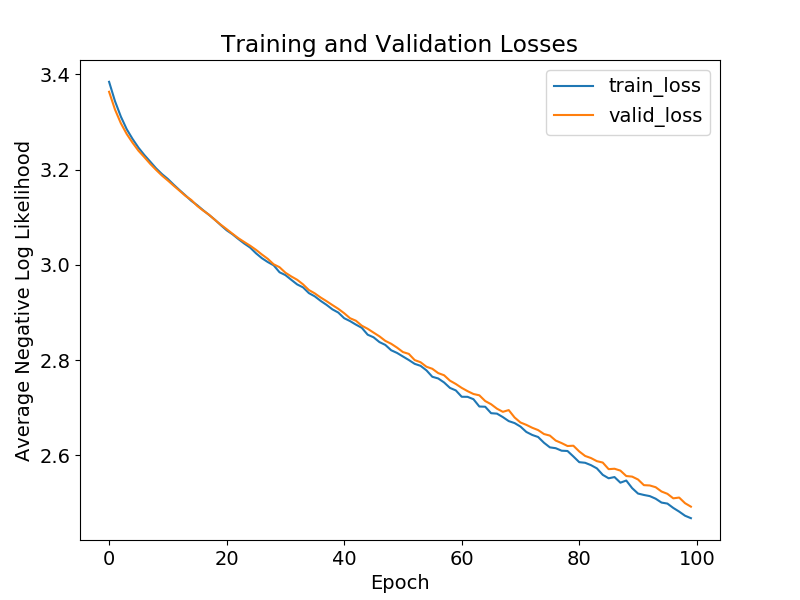 Training and Validation Losses
train_loss
valid_loss
Average Negative Log Likelihood
3.4
3.2
3.0
2.8
2.6
0 20 40 60 80 100
Epoch